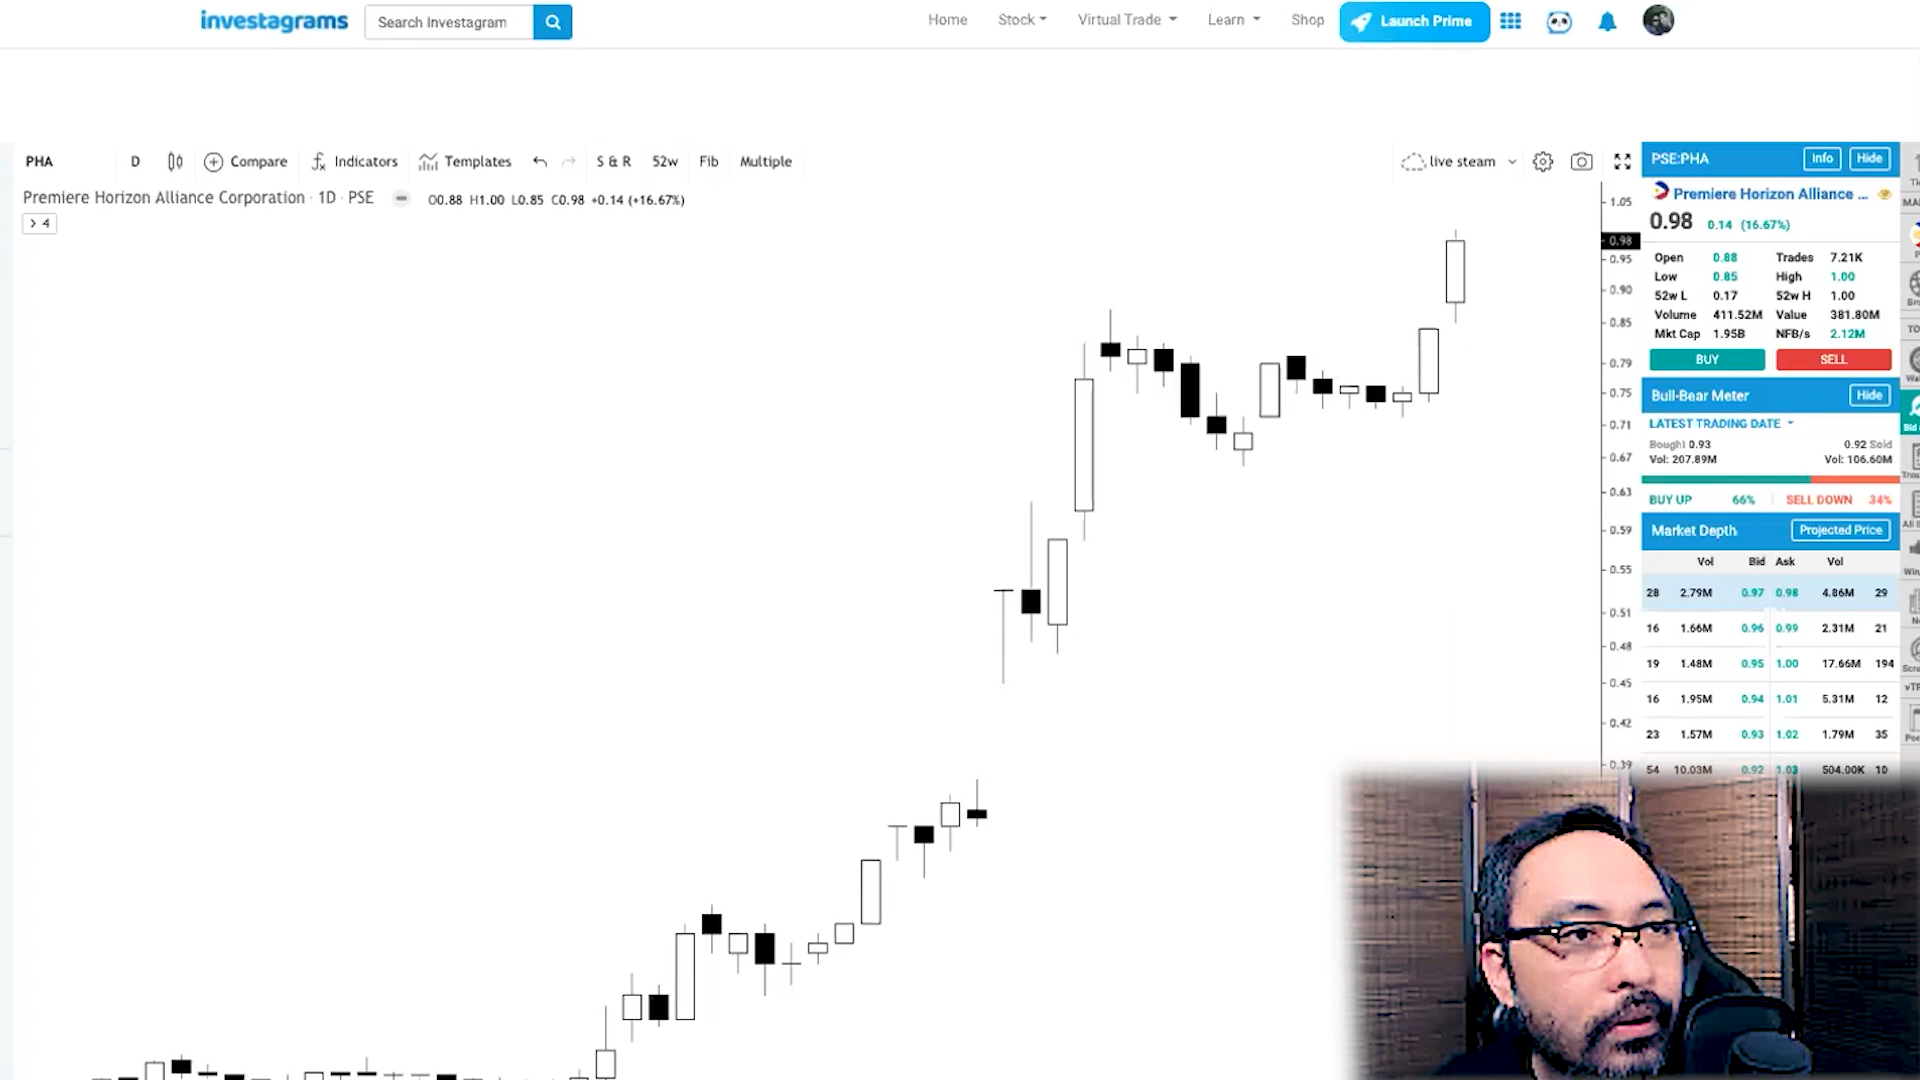 investagrams
Search Investagram
Home
Stock
Virtual Trade
Learn
Shop
Launch Prime
PHA
D
Compare
Indicators
Templates
S & R
52w
Fib
Multiple
live steam
Premiere Horizon Alliance Corporation · 1D · PSE
O0.88 H1.00 L0.85 C0.98 +0.14 (+16.67%)
> 4
1.05
0.98
0.95
0.90
0.85
0.79
0.75
0.71
0.67
0.63
0.59
0.55
0.51
0.48
0.45
0.42
0.39
PSE:PHA
Info
Hide
Premiere Horizon Alliance ...
0.98 0.14 (16.67%)
Open 0.88 Trades 7.21K
Low 0.85 High 1.00
52w L 0.17 52w H 1.00
Volume 411.52M Value 381.80M
Mkt Cap 1.95B NFB/s 2.12M
BUY
SELL
Bull-Bear Meter
Hide
LATEST TRADING DATE
Bought 0.93 0.92 Sold
Vol: 207.89M Vol: 106.60M
BUY UP 66% SELL DOWN 34%
Market Depth
Projected Price
Vol Bid Ask Vol
28 2.79M 0.97 0.98 4.86M 29
16 1.66M 0.96 0.99 2.31M 21
19 1.48M 0.95 1.00 17.66M 194
16 1.95M 0.94 1.01 5.31M 12
23 1.57M 0.93 1.02 1.79M 35
54 10.03M 0.92 1.03 504.00K 10